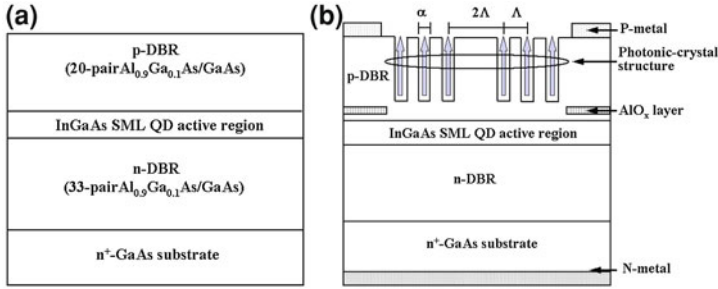 (a)
p-DBR
(20-pairAl0.9Ga0.1As/GaAs)
InGaAs SML QD active region
n-DBR
(33-pairAl0.9Ga0.1As/GaAs)
n+-GaAs substrate
(b)
α
2Λ
Λ
P-metal
Photonic-crystal
structure
p-DBR
AlOx layer
InGaAs SML QD active region
n-DBR
n+-GaAs substrate
N-metal